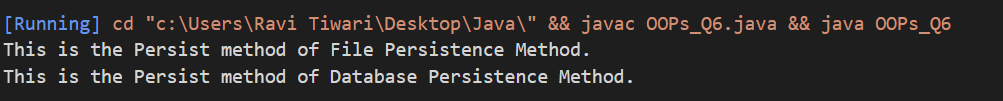 [Running] cd "c:\Users\Ravi Tiwari\Desktop\Java\" && javac OOPs_Q6.java && java OOPs_Q6
This is the Persist method of File Persistence Method.
This is the Persist method of Database Persistence Method.